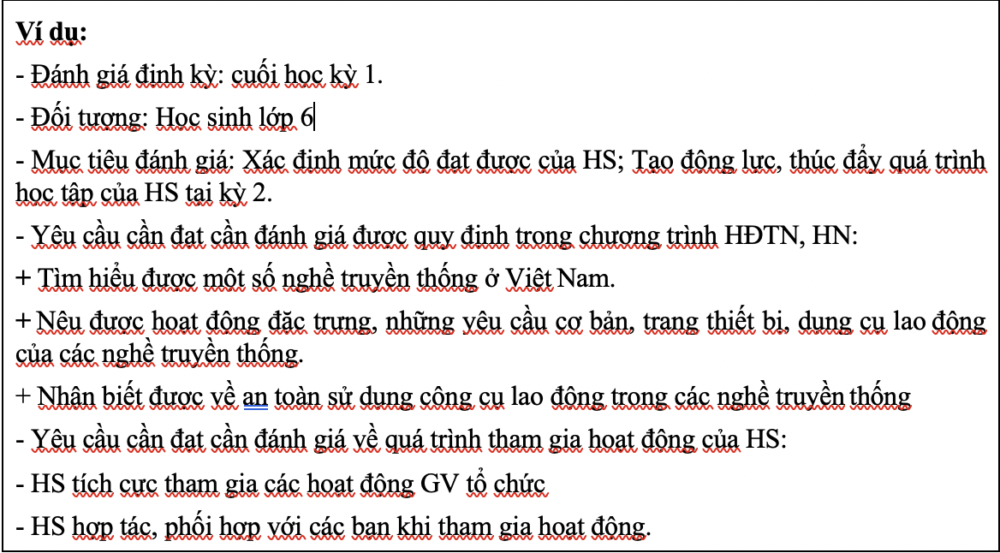 Ví dụ:
- Đánh giá định kỳ: cuối học kỳ 1.
- Đối tượng: Học sinh lớp 6
- Mục tiêu đánh giá: Xác định mức độ đạt được của HS; Tạo động lực, thúc đẩy quá trình
học tập của HS tại kỳ 2.
- Yêu cầu cần đạt cần đánh giá được quy định trong chương trình HĐTN, HN:
+ Tìm hiểu được một số nghề truyền thống ở Việt Nam.
+ Nêu được hoạt động đặc trưng, những yêu cầu cơ bản, trang thiết bị, dụng cụ lao động
của các nghề truyền thống.
+ Nhận biết được về an toàn sử dụng công cụ lao động trong các nghề truyền thống
- Yêu cầu cần đạt cần đánh giá về quá trình tham gia hoạt động của HS:
- HS tích cực tham gia các hoạt động GV tổ chức
- HS hợp tác, phối hợp với các bạn khi tham gia hoạt động.